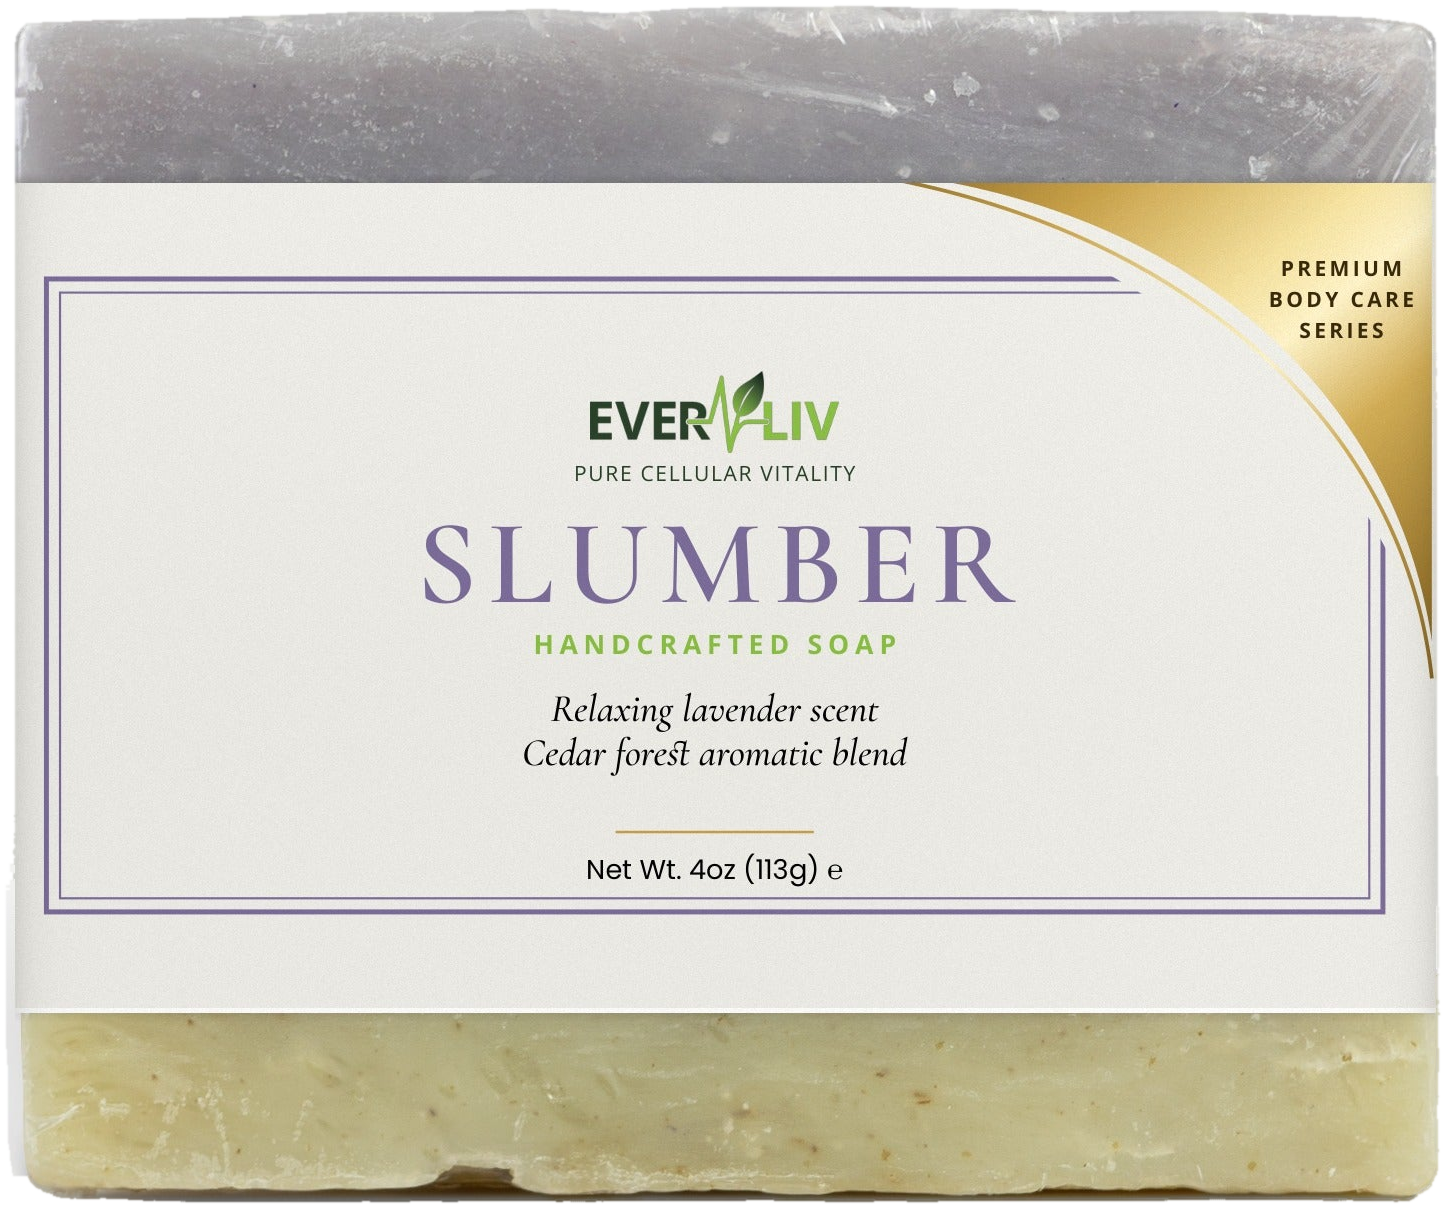 PREMIUM
BODY CARE
SERIES
EVERLIV
PURE CELLULAR VITALITY
SLUMBER
HANDCRAFTED SOAP
Relaxing lavender scent
Cedar forest aromatic blend
Net Wt. 4oz (113g) ℮